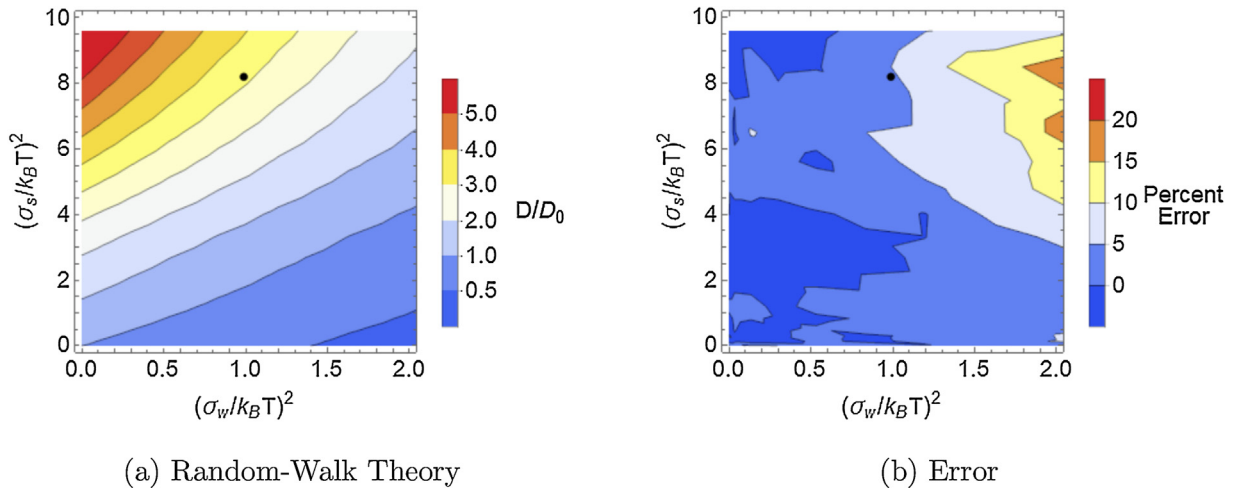 10
8
6
4
2
0
0.0 0.5 1.0 1.5 2.0
(σs/kBT)²
(σw/kBT)²
5.0
4.0
3.0
2.0
1.0
0.5
D/D₀
(a) Random-Walk Theory
10
8
6
4
2
0
0.0 0.5 1.0 1.5 2.0
(σs/kBT)²
(σw/kBT)²
20
15
10
5
0
Percent
Error
(b) Error